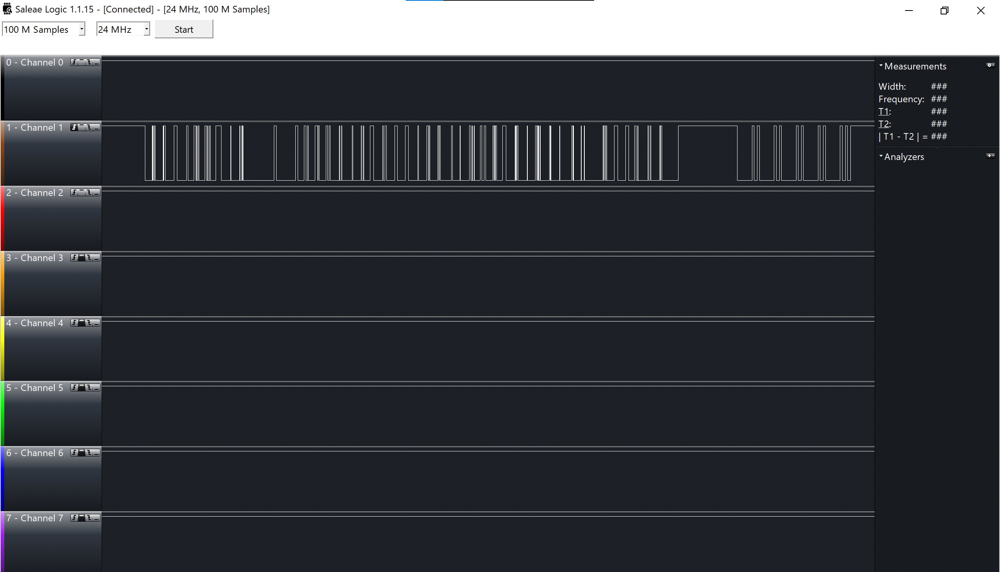 Saleae Logic 1.1.15 - [Connected] - [24 MHz, 100 M Samples]
100 M Samples 24 MHz Start
0 - Channel 0
1 - Channel 1
2 - Channel 2
3 - Channel 3
4 - Channel 4
5 - Channel 5
6 - Channel 6
7 - Channel 7
Measurements
Width: ###
Frequency: ###
T1: ###
T2: ###
| T1 - T2 | = ###
Analyzers